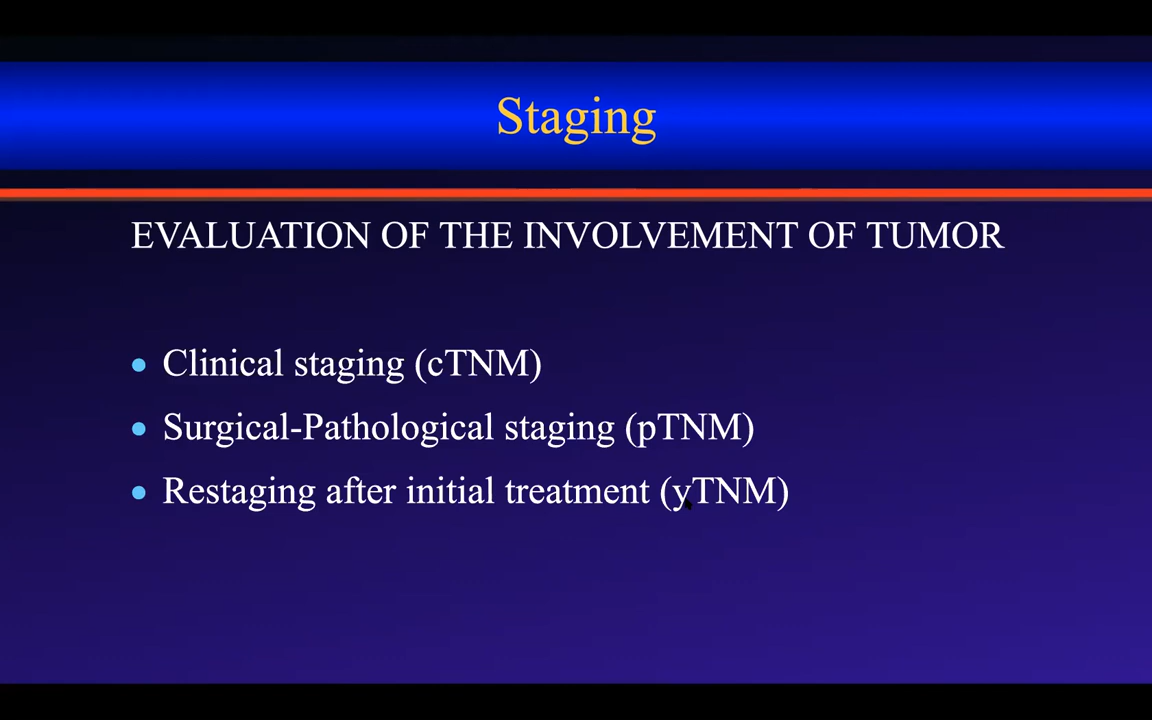 Staging
EVALUATION OF THE INVOLVEMENT OF TUMOR
• Clinical staging (cTNM)
• Surgical-Pathological staging (pTNM)
• Restaging after initial treatment (yTNM)